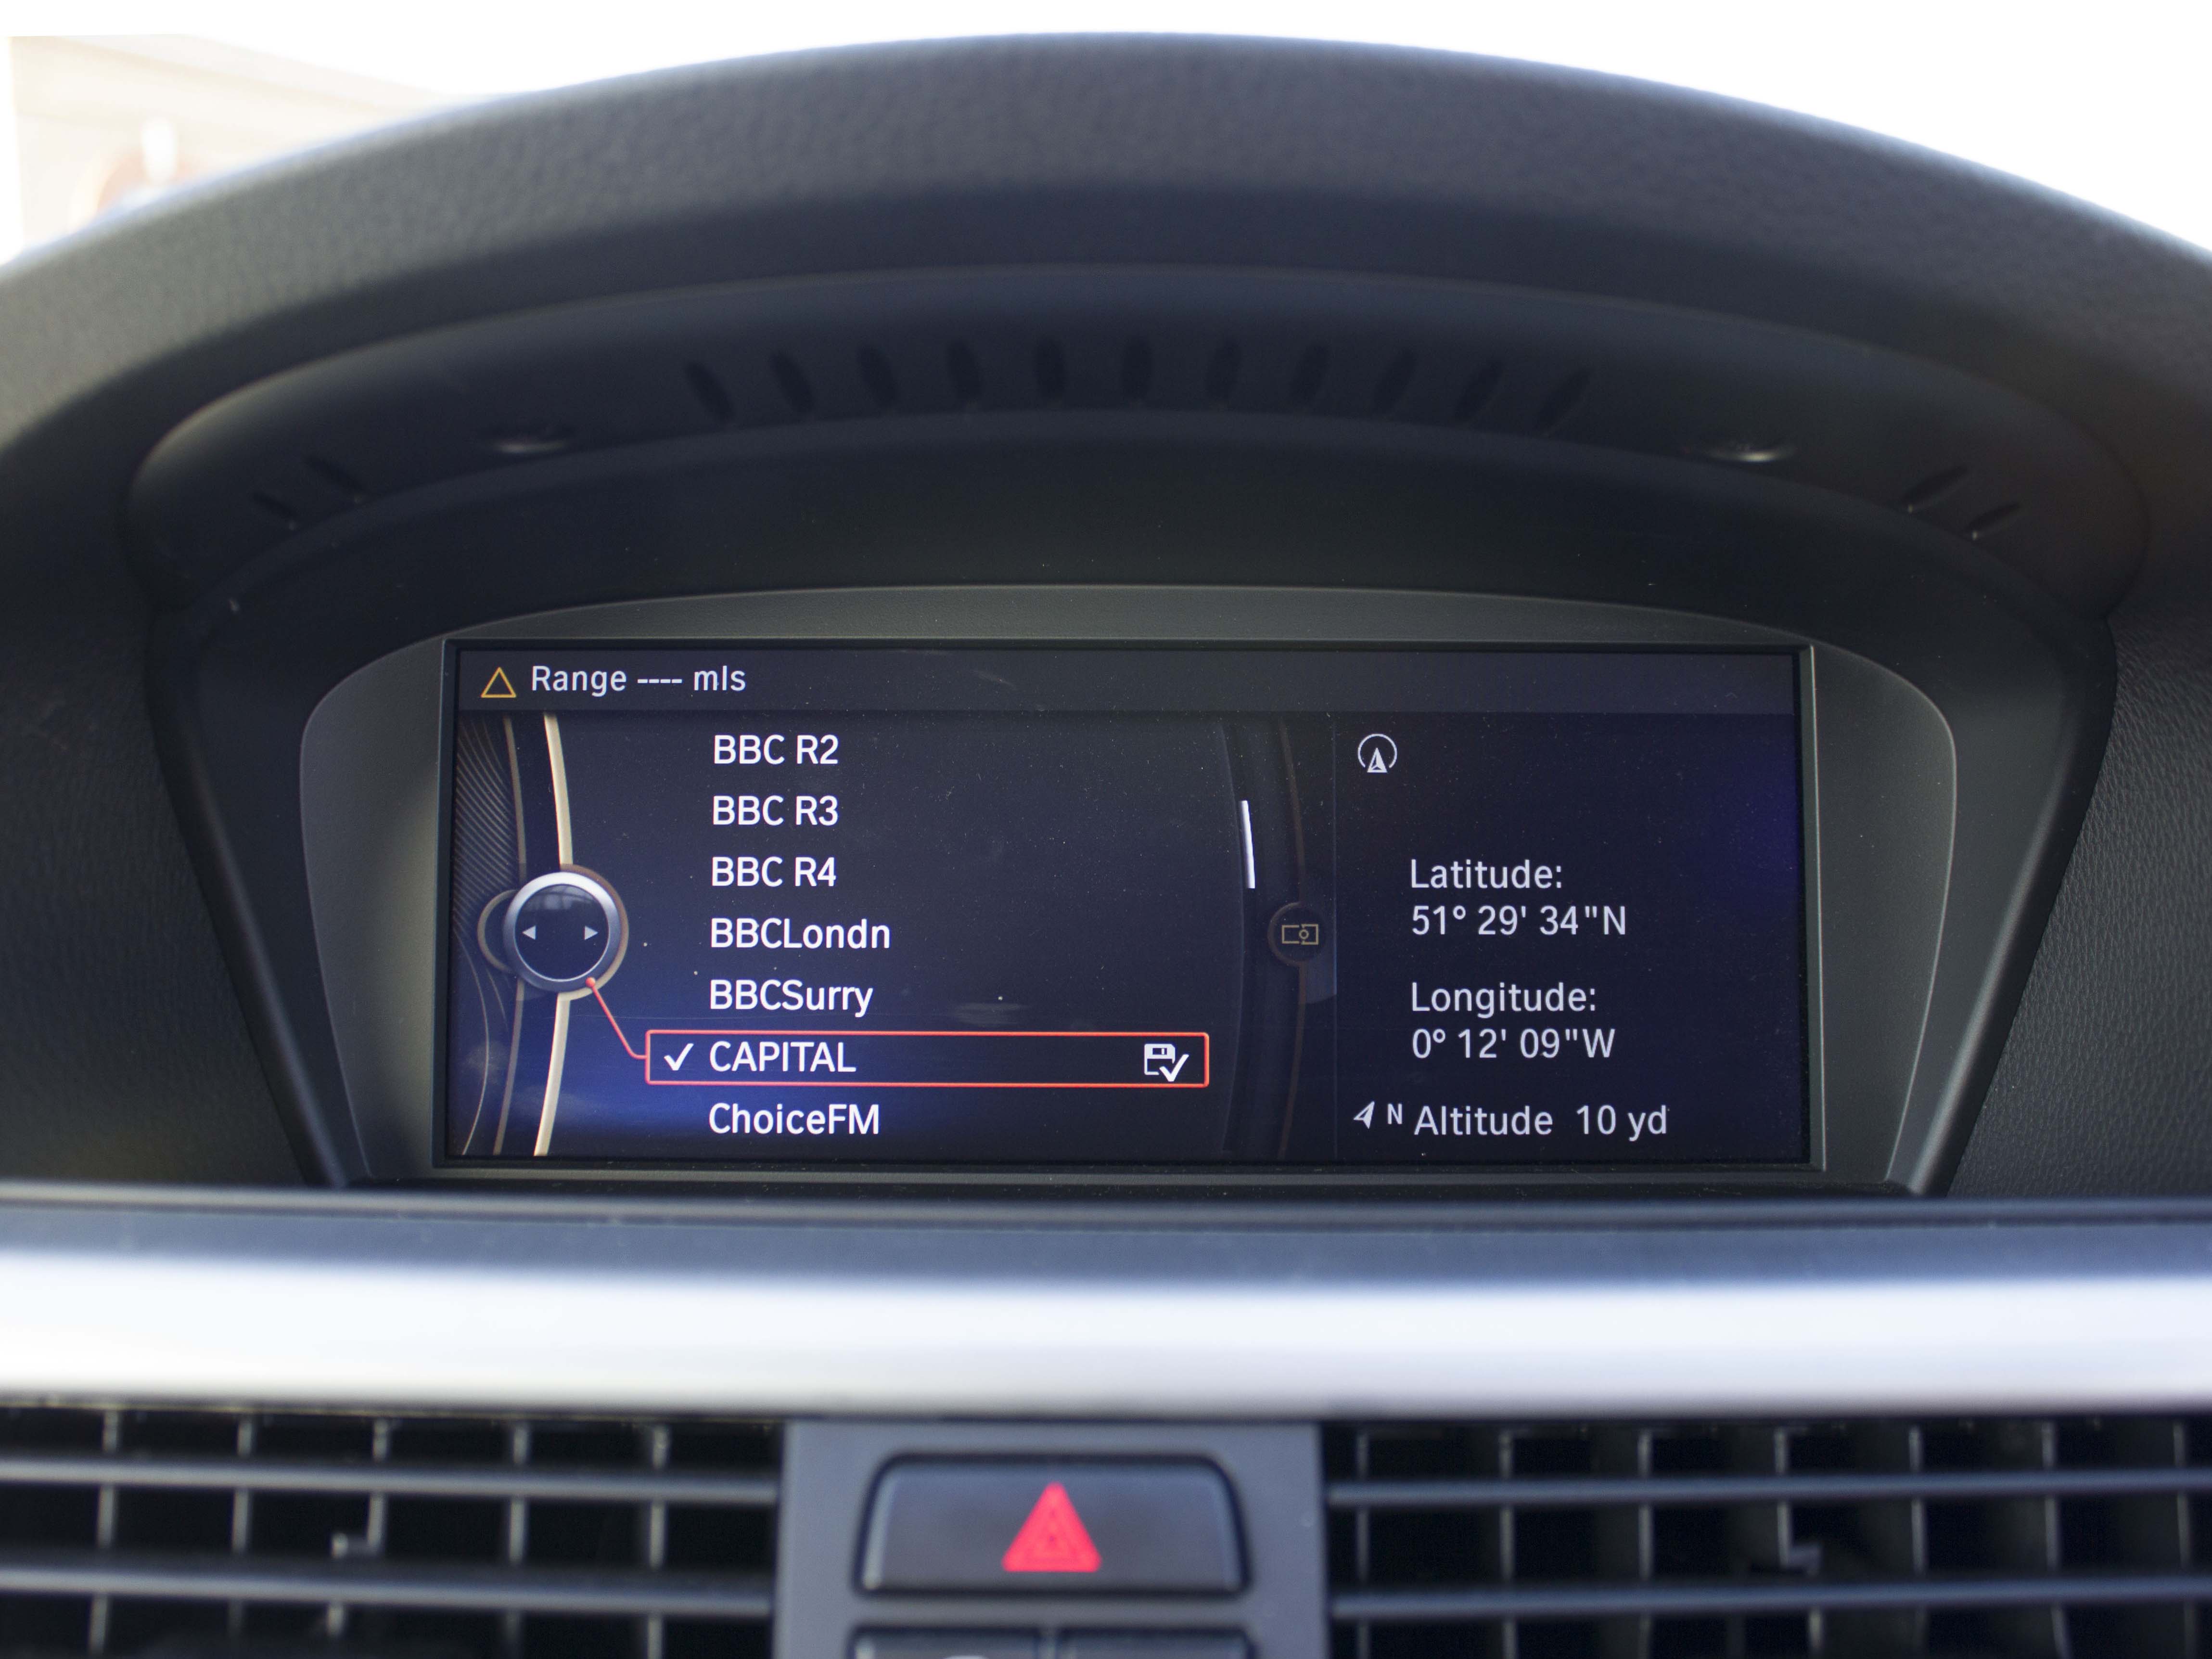 Range ---- mls
BBC R2
BBC R3
BBC R4
BBCLondn
BBCSurry
CAPITAL
ChoiceFM
Latitude:
51° 29' 34"N
Longitude:
0° 12' 09"W
N Altitude 10 yd